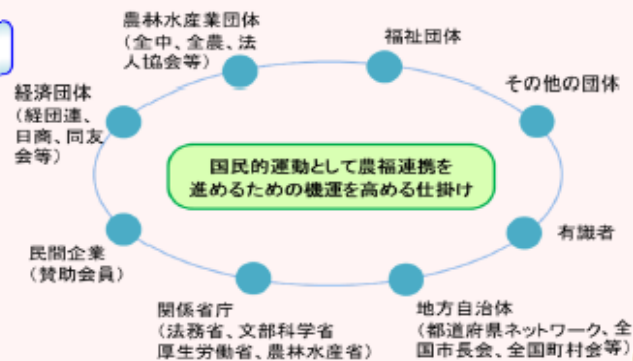 農林水産業団体
(全中、全農、法
人協会等)
福祉団体
その他の団体
経済団体
(経団連、
日商、同友
会等)
国民的運動として農福連携を
進めるための機運を高める仕掛け
有識者
民間企業
(賛助会員)
関係省庁
(法務省、文部科学省
厚生労働省、農林水産省)
地方自治体
(都道府県ネットワーク、全
国市長会、全国町村会等)